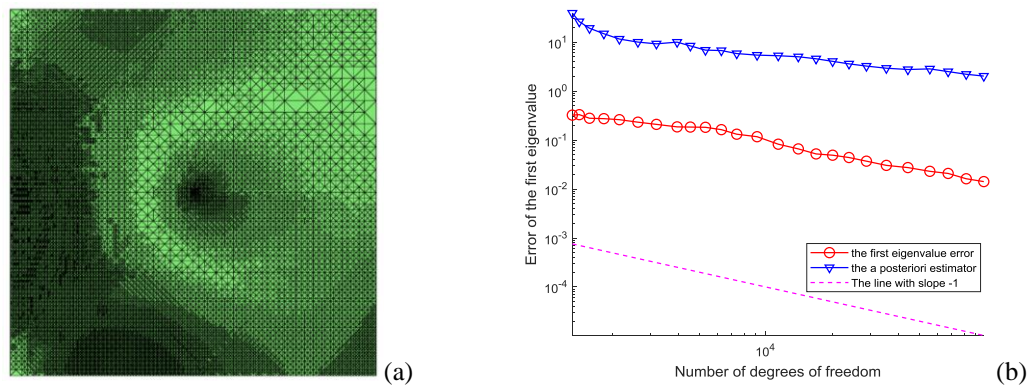 (a)
Error of the first eigenvalue
10^1
10^0
10^-1
10^-2
10^-3
10^-4
the first eigenvalue error
the a posteriori estimator
The line with slope -1
10^4
Number of degrees of freedom
(b)